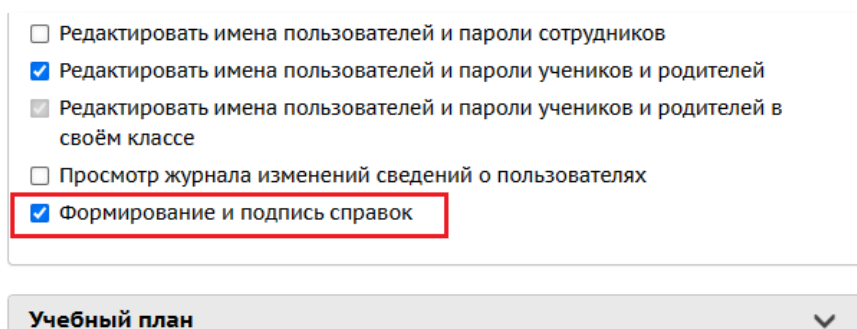 Редактировать имена пользователей и пароли сотрудников
Редактировать имена пользователей и пароли учеников и родителей
Редактировать имена пользователей и пароли учеников и родителей в
своём классе
Просмотр журнала изменений сведений о пользователях
Формирование и подпись справок
Учебный план